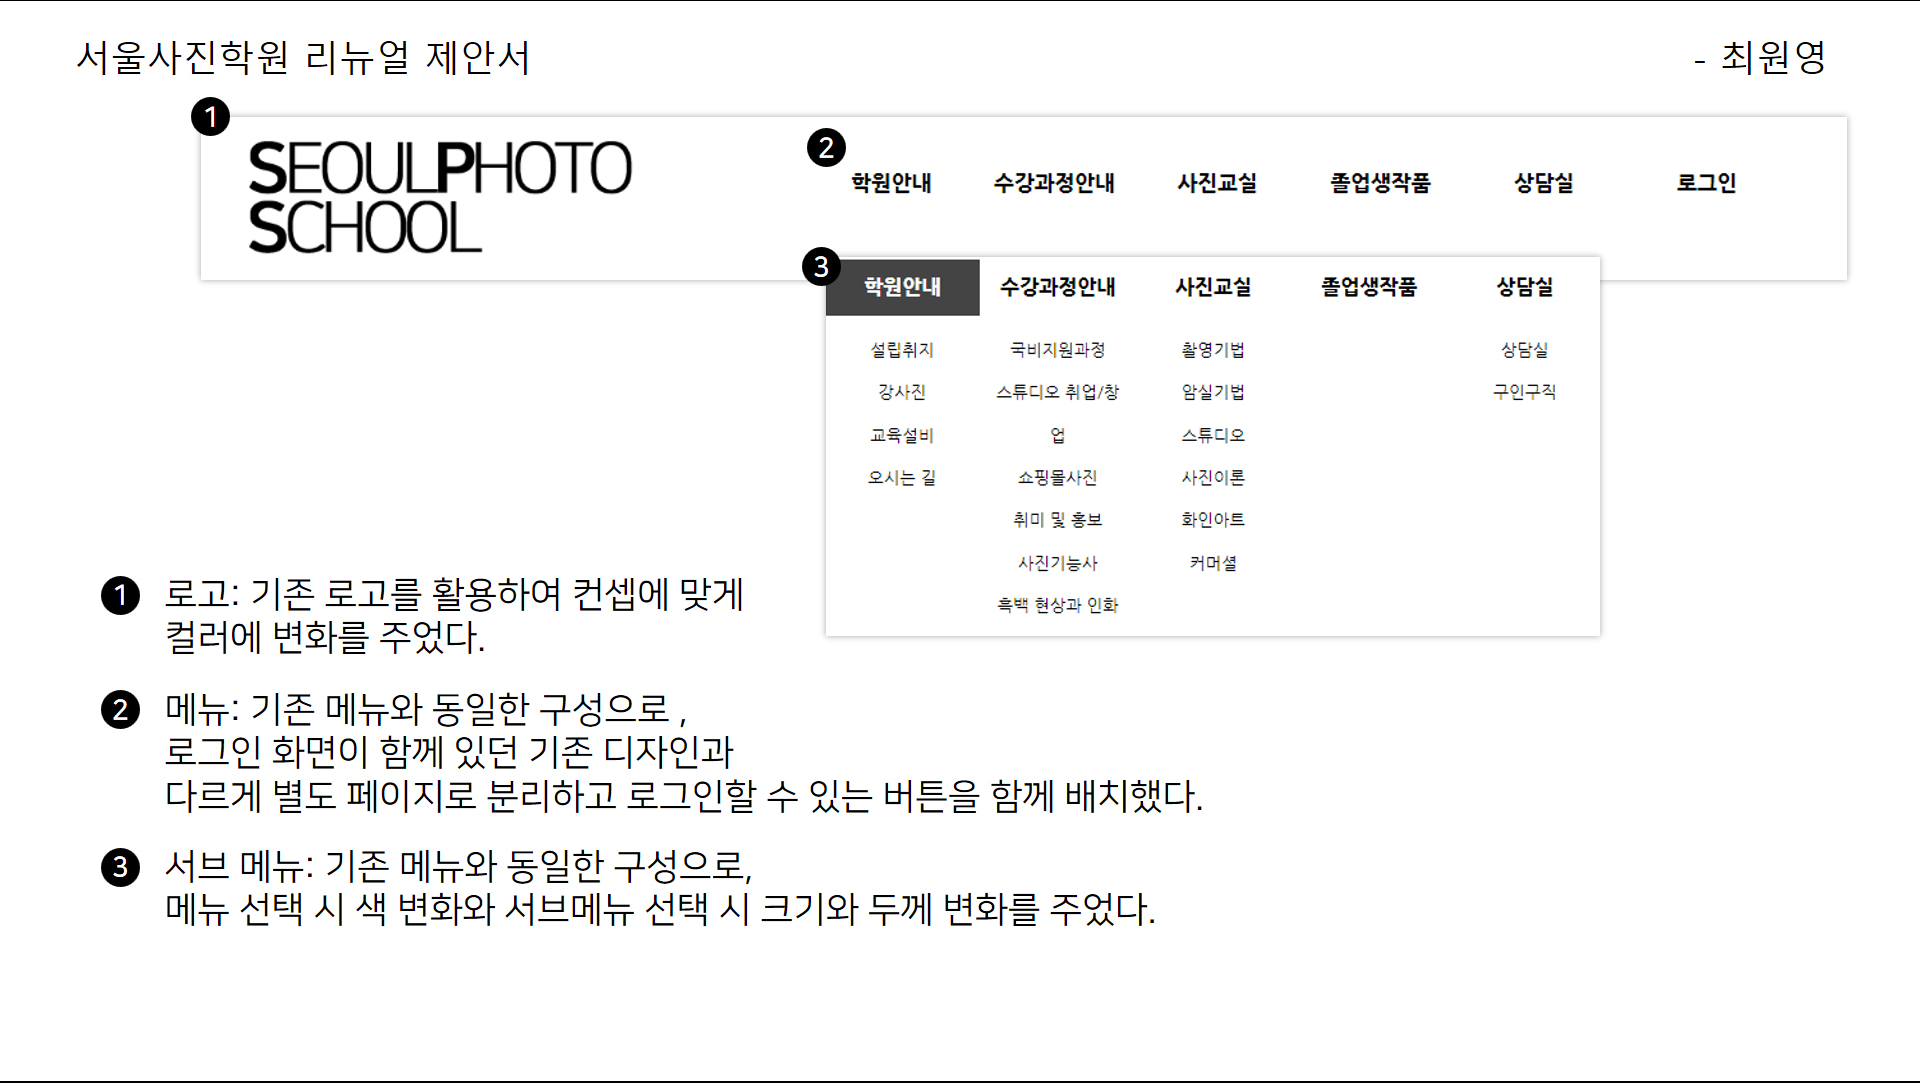 서울사진학원 리뉴얼 제안서
- 최원영
1
SEOULPHOTO
SCHOOL
2
학원안내 수강과정안내 사진교실 졸업생작품 상담실 로그인
3
학원안내 수강과정안내 사진교실 졸업생작품 상담실
설립취지 국비지원과정 촬영기법 상담실
강사진 스튜디오 취업/창 암실기법 구인구직
교육설비 업 스튜디오
오시는 길 쇼핑몰사진 사진이론
취미 및 홍보 화인아트
사진기능사 커머셜
흑백 현상과 인화
1 로고: 기존 로고를 활용하여 컨셉에 맞게
컬러에 변화를 주었다.
2 메뉴: 기존 메뉴와 동일한 구성으로 ,
로그인 화면이 함께 있던 기존 디자인과
다르게 별도 페이지로 분리하고 로그인할 수 있는 버튼을 함께 배치했다.
3 서브 메뉴: 기존 메뉴와 동일한 구성으로,
메뉴 선택 시 색 변화와 서브메뉴 선택 시 크기와 두께 변화를 주었다.